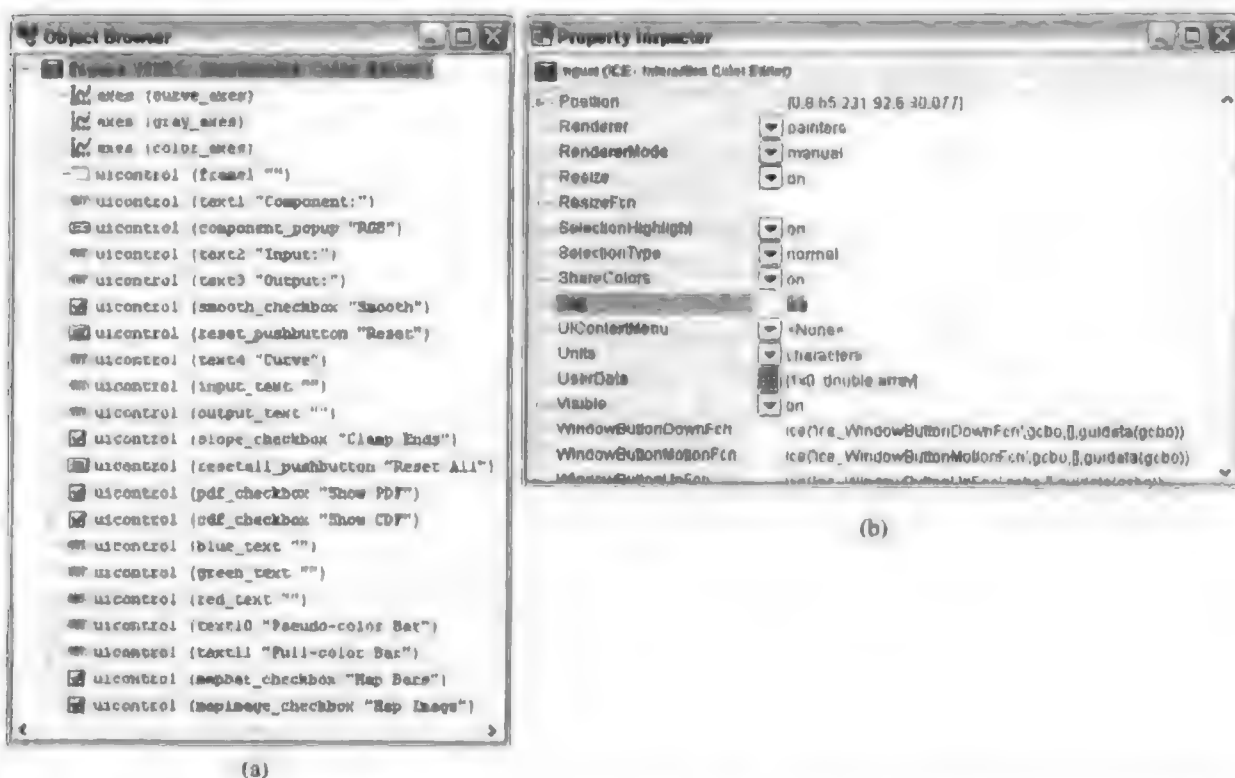 Object Browser
axes (curve_axes)
axes (gray_axes)
axes (color_axes)
uicontrol (frame1 "")
uicontrol (text1 "Component:")
uicontrol (component_popup "RGB")
uicontrol (text2 "Input:")
uicontrol (text3 "Output:")
uicontrol (smooth_checkbox "Smooth")
uicontrol (reset_pushbutton "Reset")
uicontrol (text4 "Curve")
uicontrol (input_text "")
uicontrol (output_text "")
uicontrol (slope_checkbox "Clamp Ends")
uicontrol (resetall_pushbutton "Reset All")
uicontrol (pdf_checkbox "Show PDF")
uicontrol (cdf_checkbox "Show CDF")
uicontrol (blue_text "")
uicontrol (green_text "")
uicontrol (red_text "")
uicontrol (text10 "Pseudo-color Bar")
uicontrol (text11 "Full-color Bar")
uicontrol (mapbar_checkbox "Map Bars")
uicontrol (mapimage_checkbox "Map Image")
(a)
Property Inspector
figure (ICE - Interactive Color Editor)
Position
Renderer painters
RendererMode manual
Resize on
ResizeFcn
SelectionHighlight on
SelectionType normal
ShareColors on
UIContextMenu <None>
Units characters
UserData [1x0 double array]
Visible on
WindowButtonDownFcn ice('ice_WindowButtonDownFcn',gcbo,[],guidata(gcbo))
WindowButtonMotionFcn ice('ice_WindowButtonMotionFcn',gcbo,[],guidata(gcbo))
(b)